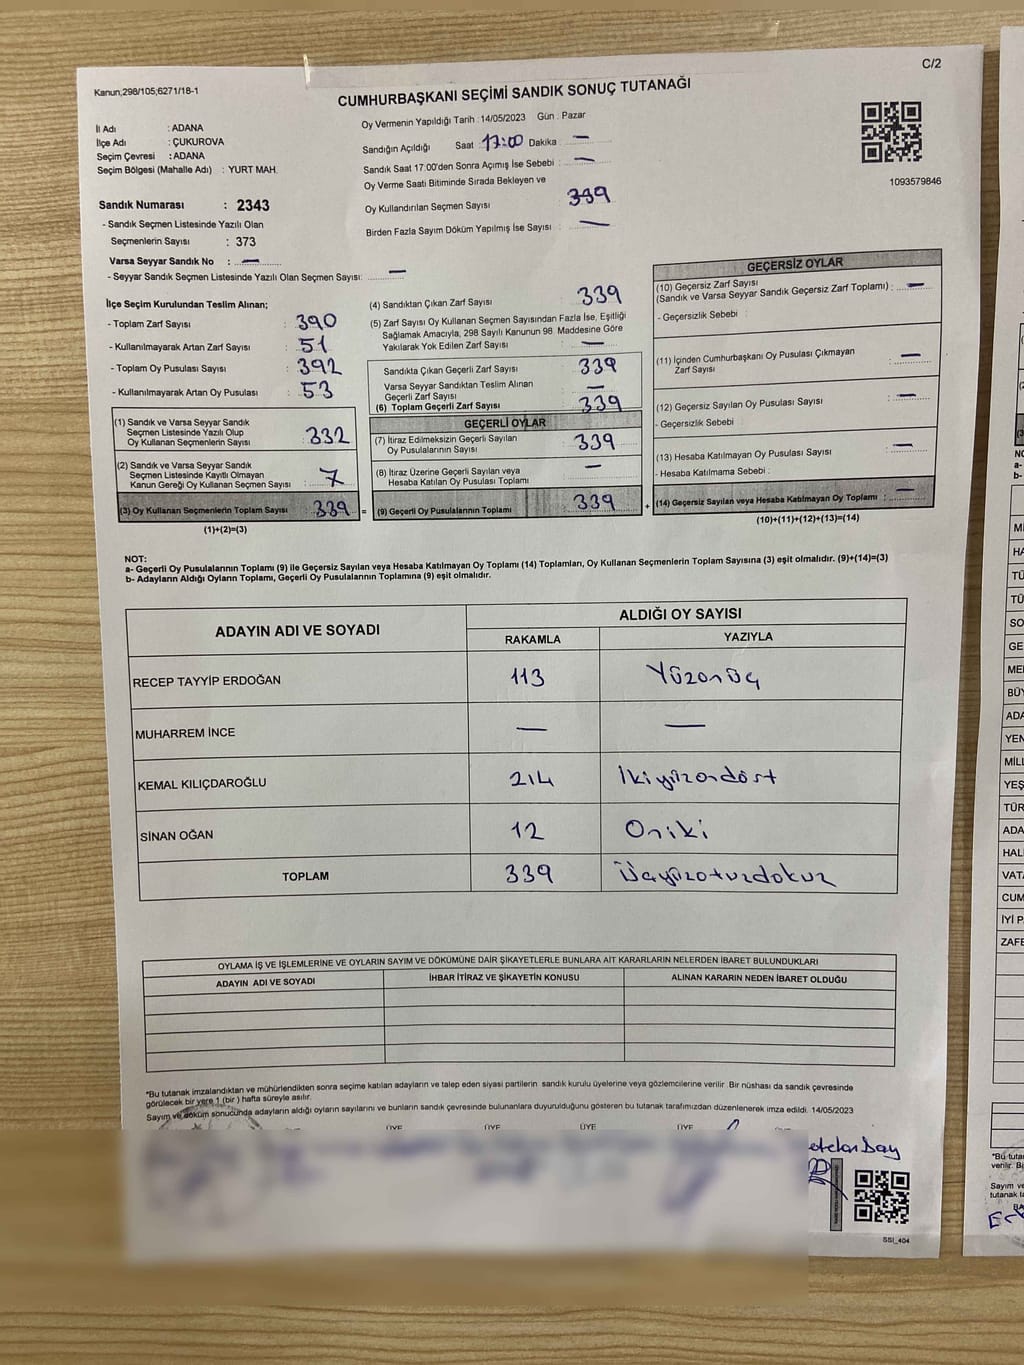 C/2
Kanun;298/105;6271/18-1
CUMHURBAŞKANI SEÇİMİ SANDIK SONUÇ TUTANAĞI
İl Adı : ADANA
İlçe Adı : ÇUKUROVA
Seçim Çevresi : ADANA
Seçim Bölgesi (Mahalle Adı) : YURT MAH.
Sandık Numarası : 2343
- Sandık Seçmen Listesinde Yazılı Olan
Seçmenlerin Sayısı : 373
Varsa Seyyar Sandık No : —
- Seyyar Sandık Seçmen Listesinde Yazılı Olan Seçmen Sayısı: —
Oy Vermenin Yapıldığı Tarih : 14/05/2023 Gün : Pazar
Sandığın Açıldığı Saat 17:00 Dakika : —
Sandık Saat 17:00'den Sonra Açımış İse Sebebi : —
Oy Verme Saati Bitiminde Sırada Bekleyen ve
Oy Kullandırılan Seçmen Sayısı 339
Birden Fazla Sayım Döküm Yapılmış İse Sayısı : —
1093579846
İlçe Seçim Kurulundan Teslim Alınan;
- Toplam Zarf Sayısı : 390
- Kullanılmayarak Artan Zarf Sayısı : 51
- Toplam Oy Pusulası Sayısı : 392
- Kullanılmayarak Artan Oy Pusulası : 53
(1) Sandık ve Varsa Seyyar Sandık
Seçmen Listesinde Yazılı Olup
Oy Kullanan Seçmenlerin Sayısı : 332
(2) Sandık ve Varsa Seyyar Sandık
Seçmen Listesinde Kayıtlı Olmayan
Kanun Gereği Oy Kullanan Seçmen Sayısı : 7
(3) Oy Kullanan Seçmenlerin Toplam Sayısı : 339 =
(1)+(2)=(3)
(4) Sandıktan Çıkan Zarf Sayısı : 339
(5) Zarf Sayısı Oy Kullanan Seçmen Sayısından Fazla İse, Eşitliği
Sağlamak Amacıyla, 298 Sayılı Kanunun 98. Maddesine Göre
Yakılarak Yok Edilen Zarf Sayısı : —
Sandıkta Çıkan Geçerli Zarf Sayısı : 339
Varsa Seyyar Sandıktan Teslim Alınan
Geçerli Zarf Sayısı : —
(6) Toplam Geçerli Zarf Sayısı : 339
GEÇERLİ OYLAR
(7) İtiraz Edilmeksizin Geçerli Sayılan
Oy Pusulalarının Sayısı : 339
(8) İtiraz Üzerine Geçerli Sayılan veya
Hesaba Katılan Oy Pusulası Toplamı : —
(9) Geçerli Oy Pusulalarının Toplamı : 339 +
GEÇERSİZ OYLAR
(10) Geçersiz Zarf Sayısı
(Sandık ve Varsa Seyyar Sandık Geçersiz Zarf Toplamı) : —
- Geçersizlik Sebebi :
(11) İçinden Cumhurbaşkanı Oy Pusulası Çıkmayan
Zarf Sayısı : —
(12) Geçersiz Sayılan Oy Pusulası Sayısı : —
- Geçersizlik Sebebi :
(13) Hesaba Katılmayan Oy Pusulası Sayısı : —
- Hesaba Katılmama Sebebi :
(14) Geçersiz Sayılan veya Hesaba Katılmayan Oy Toplamı : —
(10)+(11)+(12)+(13)=(14)
NOT:
a- Geçerli Oy Pusulalarının Toplamı (9) ile Geçersiz Sayılan veya Hesaba Katılmayan Oy Toplamı (14) Toplamları, Oy Kullanan Seçmenlerin Toplam Sayısına (3) eşit olmalıdır. (9)+(14)=(3)
b- Adayların Aldığı Oyların Toplamı, Geçerli Oy Pusulalarının Toplamına (9) eşit olmalıdır.
ADAYIN ADI VE SOYADI ALDIĞI OY SAYISI
RAKAMLA YAZIYLA
RECEP TAYYİP ERDOĞAN 113 Yüzonüç
MUHARREM İNCE — —
KEMAL KILIÇDAROĞLU 214 İkiyüzondört
SİNAN OĞAN 12 Oniki
TOPLAM 339 Üçyüzotuzdokuz
OYLAMA İŞ VE İŞLEMLERİNE VE OYLARIN SAYIM VE DÖKÜMÜNE DAİR ŞİKAYETLERLE BUNLARA AİT KARARLARIN NELERDEN İBARET BULUNDUKLARI
ADAYIN ADI VE SOYADI İHBAR İTİRAZ VE ŞİKAYETİN KONUSU ALINAN KARARIN NEDEN İBARET OLDUĞU
*Bu tutanak imzalandıktan ve mühürlendikten sonra seçime katılan adayların ve talep eden siyasi partilerin sandık kurulu üyelerine veya gözlemcilerine verilir. Bir nüshası da sandık çevresinde
görülecek bir yere 1 (bir) hafta süreyle asılır.
Sayım ve döküm sonucunda adayların aldığı oyların sayılarını ve bunların sandık çevresinde bulunanlara duyurulduğunu gösteren bu tutanak tarafımızdan düzenlenerek imza edildi. 14/05/2023
ÜYE ÜYE ÜYE ÜYE
SSI_404